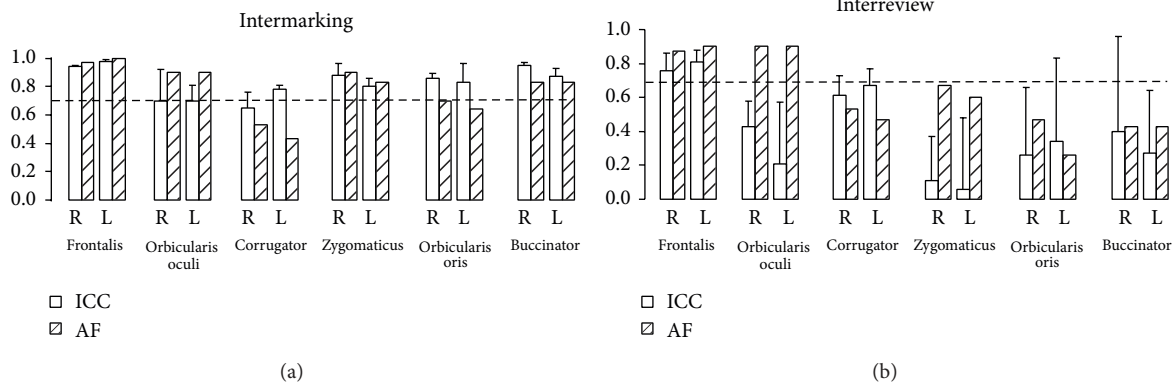 Intermarking
1.0
0.8
0.6
0.4
0.2
0.0
R L R L R L R L R L R L
Frontalis Orbicularis oculi Corrugator Zygomaticus Orbicularis oris Buccinator
ICC
AF
(a)
Interreview
1.0
0.8
0.6
0.4
0.2
0.0
R L R L R L R L R L R L
Frontalis Orbicularis oculi Corrugator Zygomaticus Orbicularis oris Buccinator
ICC
AF
(b)